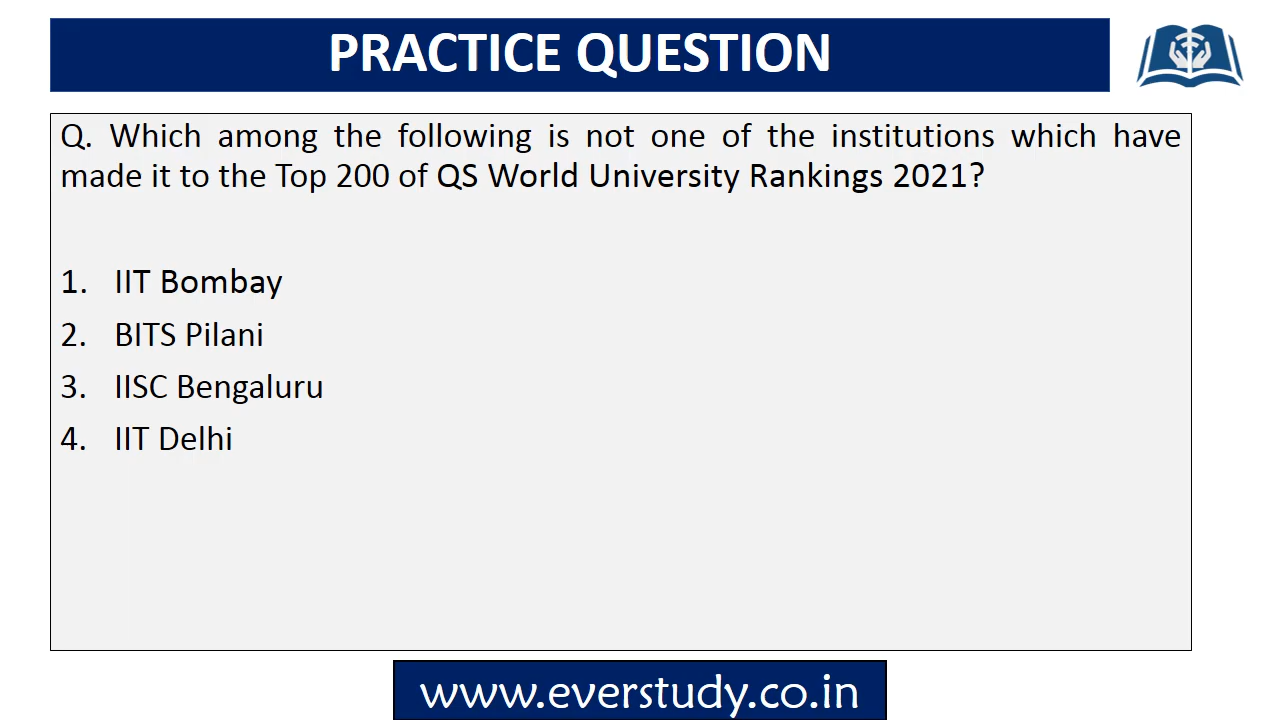 PRACTICE QUESTION
Q. Which among the following is not one of the institutions which have
made it to the Top 200 of QS World University Rankings 2021?
1. IIT Bombay
2. BITS Pilani
3. IISC Bengaluru
4. IIT Delhi
www.everstudy.co.in